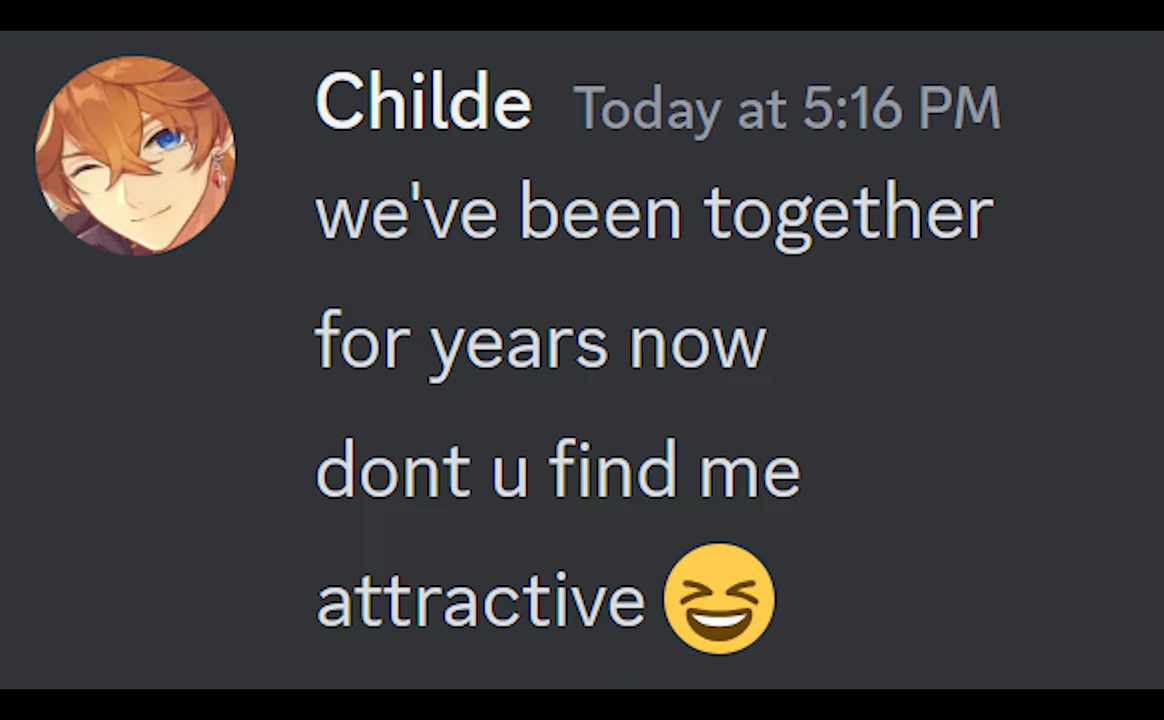 Childe Today at 5:16 PM
we've been together
for years now
dont u find me
attractive 😆